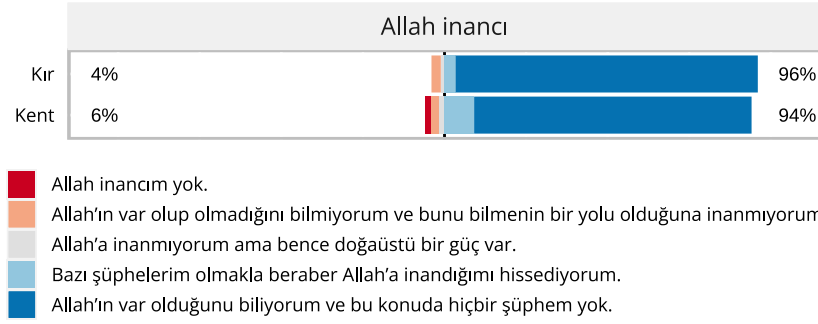 Allah inancı
Kır 4% 96%
Kent 6% 94%
Allah inancım yok.
Allah'ın var olup olmadığını bilmiyorum ve bunu bilmenin bir yolu olduğuna inanmıyorum
Allah'a inanmıyorum ama bence doğaüstü bir güç var.
Bazı şüphelerim olmakla beraber Allah'a inandığımı hissediyorum.
Allah'ın var olduğunu biliyorum ve bu konuda hiçbir şüphem yok.